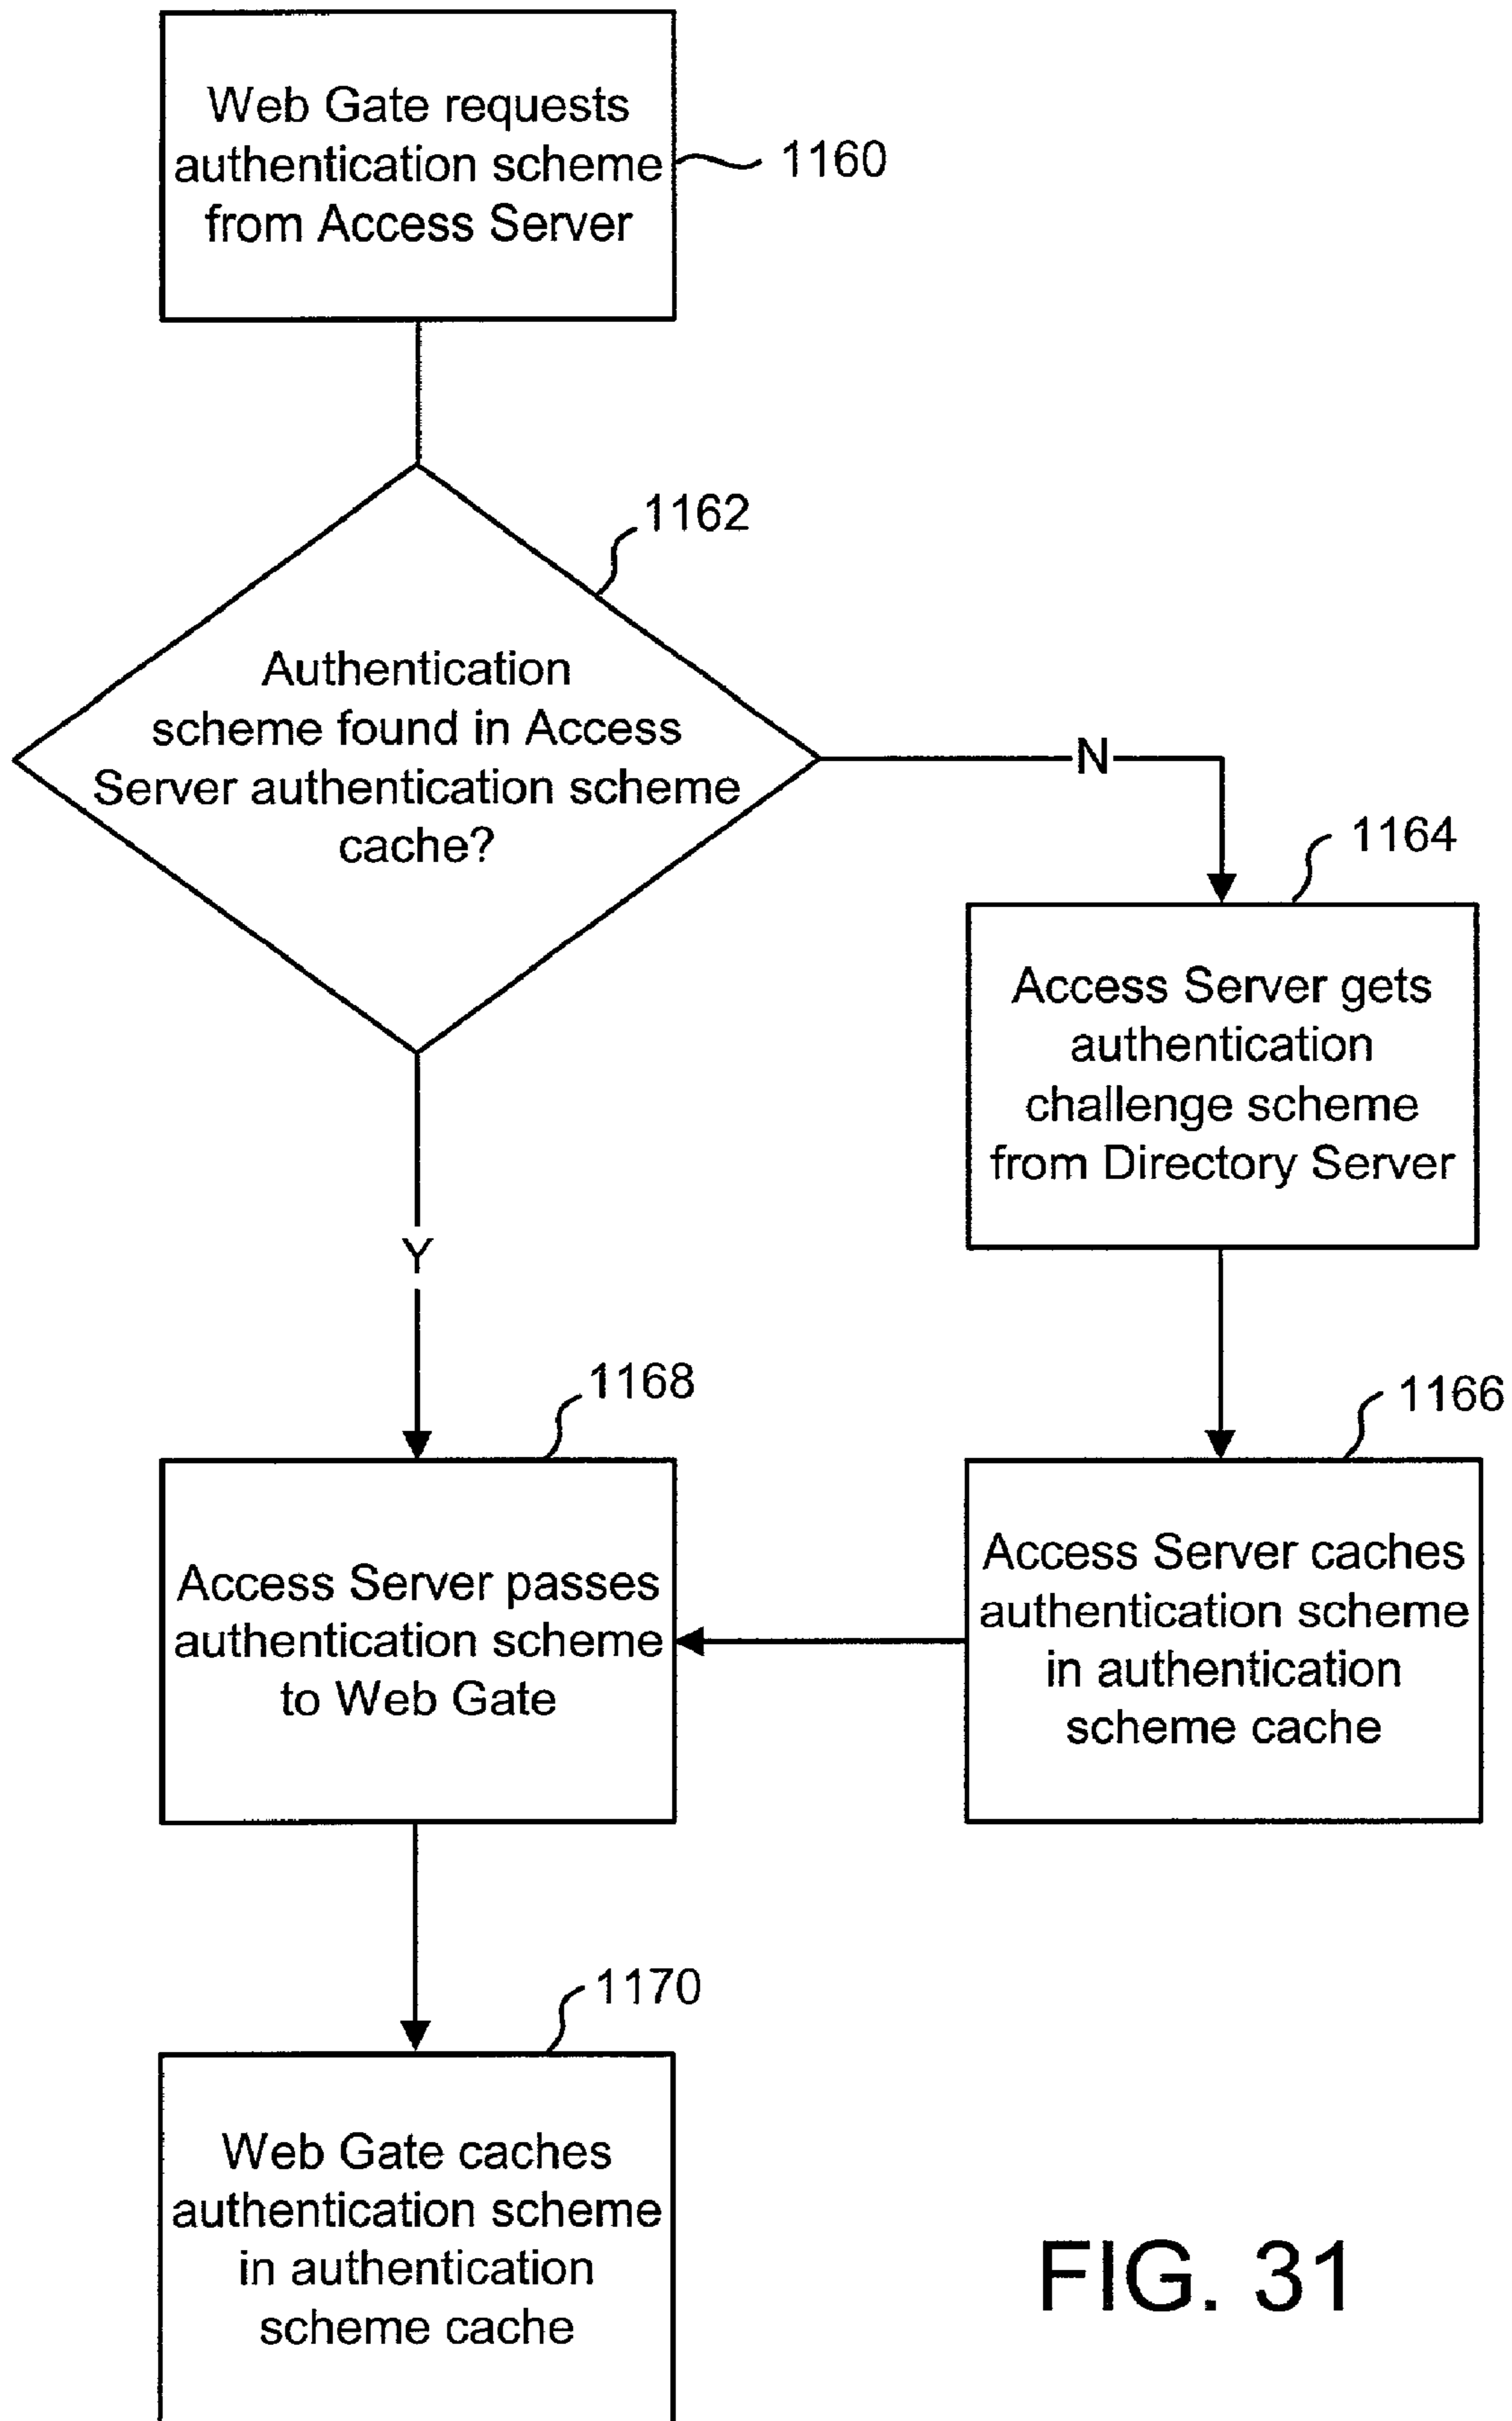 Web Gate requests
authentication scheme
from Access Server
1160
1162
Authentication
scheme found in Access
Server authentication scheme
cache?
N
1164
Access Server gets
authentication
challenge scheme
from Directory Server
Y
1168
1166
Access Server passes
authentication scheme
to Web Gate
Access Server caches
authentication scheme
in authentication
scheme cache
1170
Web Gate caches
authentication scheme
in authentication
scheme cache
FIG. 31